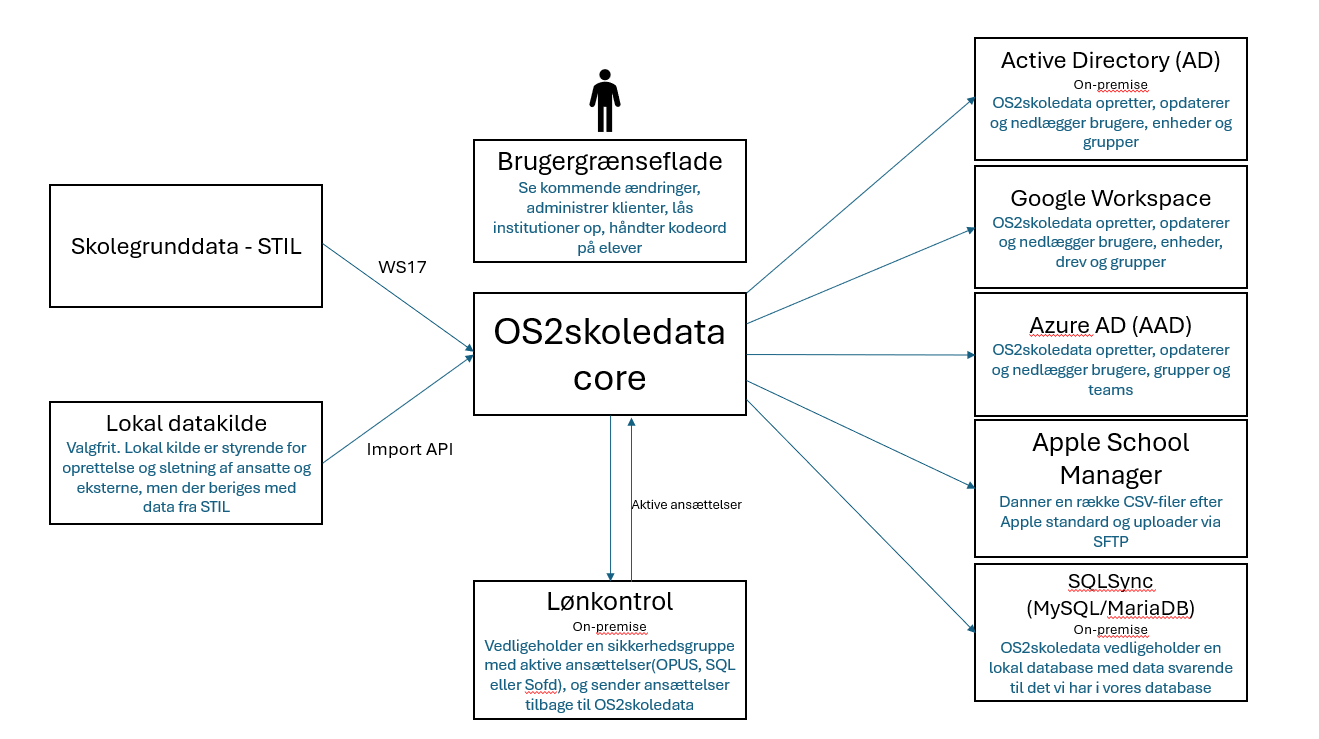 Skolegrunddata - STIL
WS17
Lokal datakilde
Valgfrit. Lokal kilde er styrende for
oprettelse og sletning af ansatte og
eksterne, men der beriges med
data fra STIL
Import API
Brugergrænseflade
Se kommende ændringer,
administrer klienter, lås
institutioner op, håndter kodeord
på elever
OS2skoledata
core
Aktive ansættelser
Lønkontrol
On-premise
Vedligeholder en sikkerhedsgruppe
med aktive ansættelser(OPUS, SQL
eller Sofd), og sender ansættelser
tilbage til OS2skoledata
Active Directory (AD)
On-premise
OS2skoledata opretter, opdaterer
og nedlægger brugere, enheder og
grupper
Google Workspace
OS2skoledata opretter, opdaterer
og nedlægger brugere, enheder,
drev og grupper
Azure AD (AAD)
OS2skoledata opretter, opdaterer
og nedlægger brugere, grupper og
teams
Apple School
Manager
Danner en række CSV-filer efter
Apple standard og uploader via
SFTP
SQLSync
(MySQL/MariaDB)
On-premise
OS2skoledata vedligeholder en
lokal database med data svarende
til det vi har i vores database